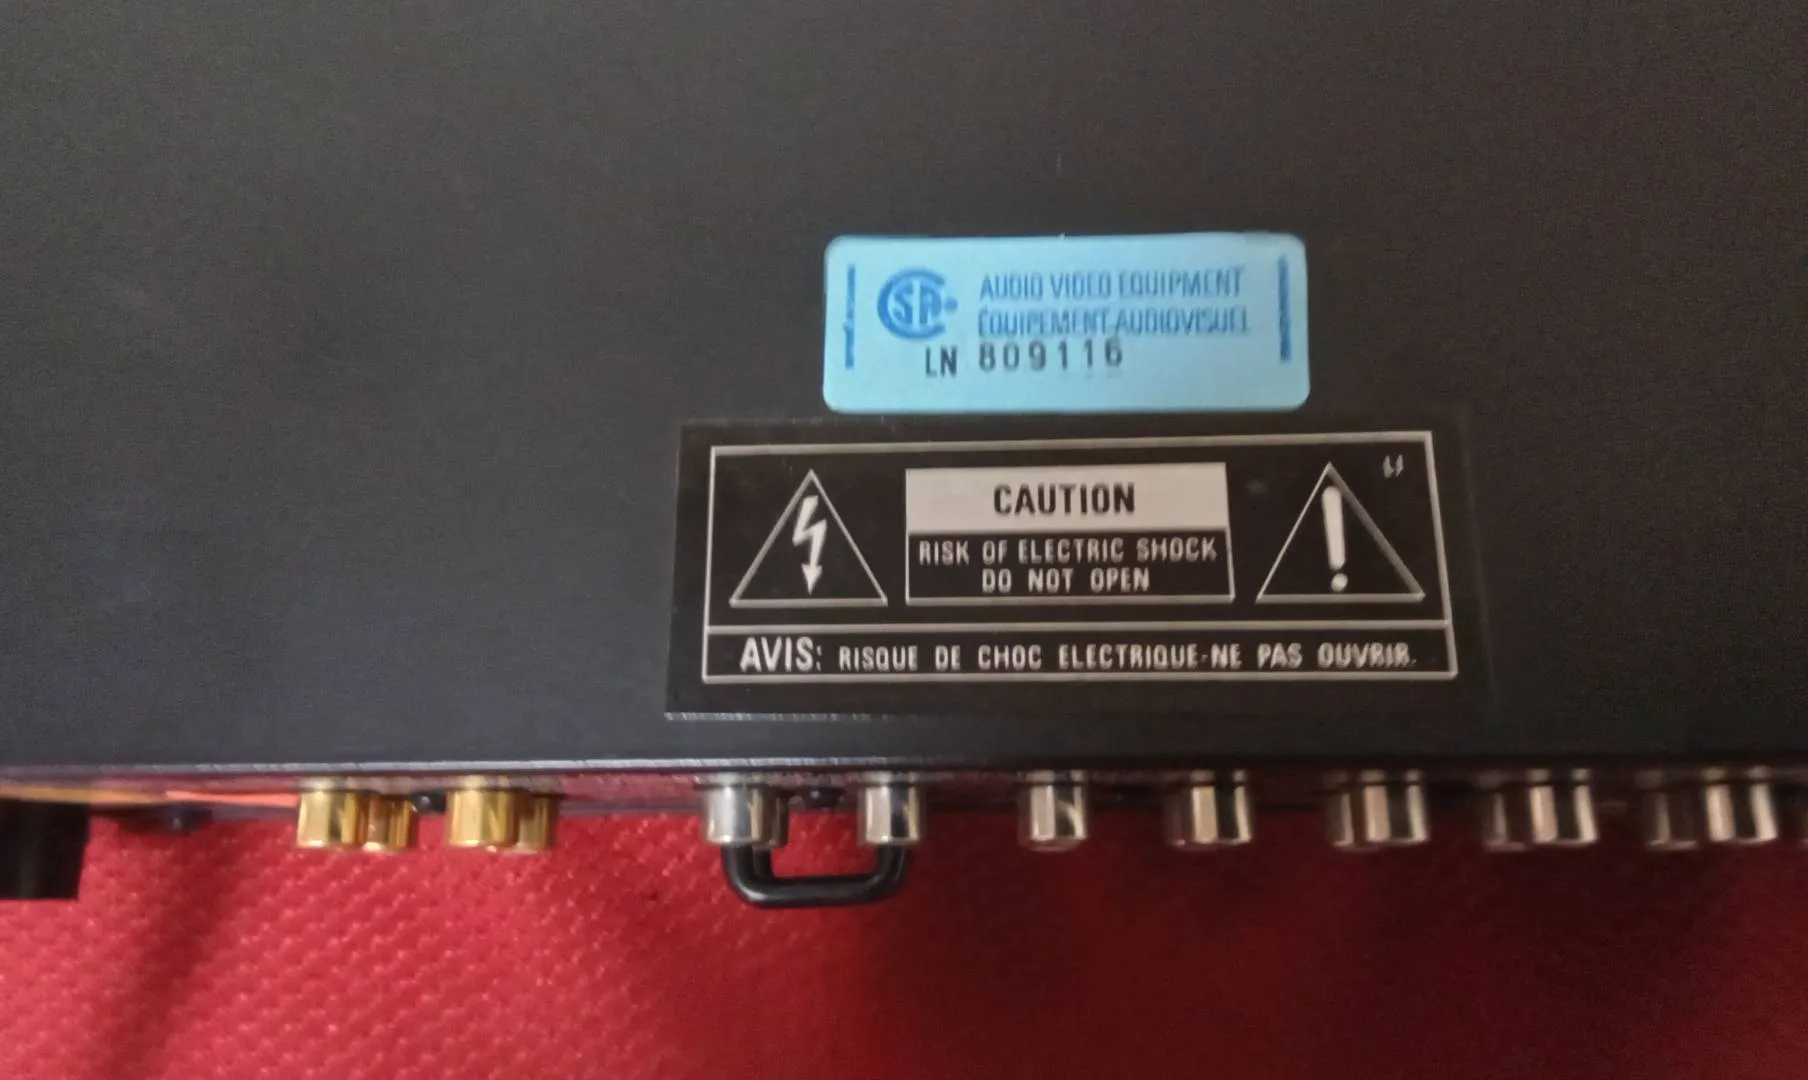 CSA
AUDIO VIDEO EQUIPMENT
ÉQUIPEMENT AUDIOVISUEL
LN 809116
CAUTION
RISK OF ELECTRIC SHOCK
DO NOT OPEN
AVIS: RISQUE DE CHOC ELECTRIQUE-NE PAS OUVRIR.